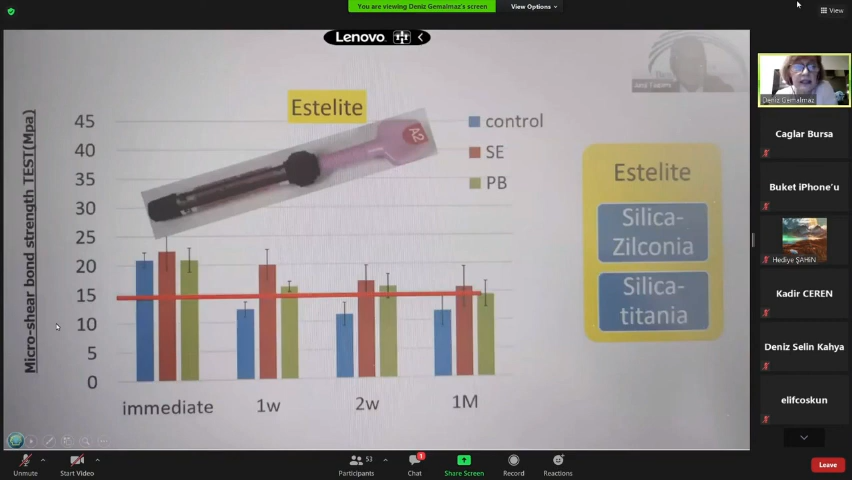 You are viewing Deniz Gemalmaz's screen
View Options
View
Lenovo
Estelite
A2
Micro-shear bond strength TEST(Mpa)
45
40
35
30
25
20
15
10
5
0
control
SE
PB
immediate
1w
2w
1M
Estelite
Silica-
Zilconia
Silica-
titania
Deniz Gemalmaz
Caglar Bursa
Buket iPhone'u
Hediye ŞAHİN
Kadir CEREN
Deniz Selin Kahya
elifcoskun
Unmute
Start Video
53
Participants
1
Chat
Share Screen
Record
Reactions
Leave